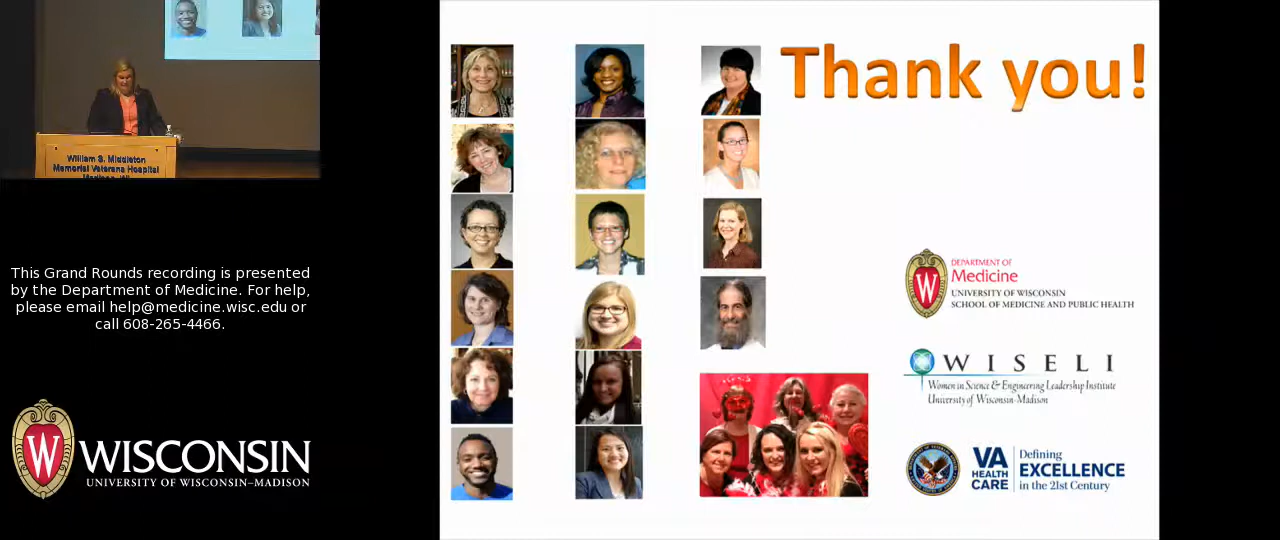 William S. Middleton
Memorial Veterans Hospital
Madison, WI
This Grand Rounds recording is presented
by the Department of Medicine. For help,
please email help@medicine.wisc.edu or
call 608-265-4466.
W
WISCONSIN
UNIVERSITY OF WISCONSIN–MADISON
Thank you!
W
DEPARTMENT OF
Medicine
UNIVERSITY OF WISCONSIN
SCHOOL OF MEDICINE AND PUBLIC HEALTH
WISELI
Women in Science & Engineering Leadership Institute
University of Wisconsin-Madison
VA
HEALTH
CARE
Defining
EXCELLENCE
in the 21st Century